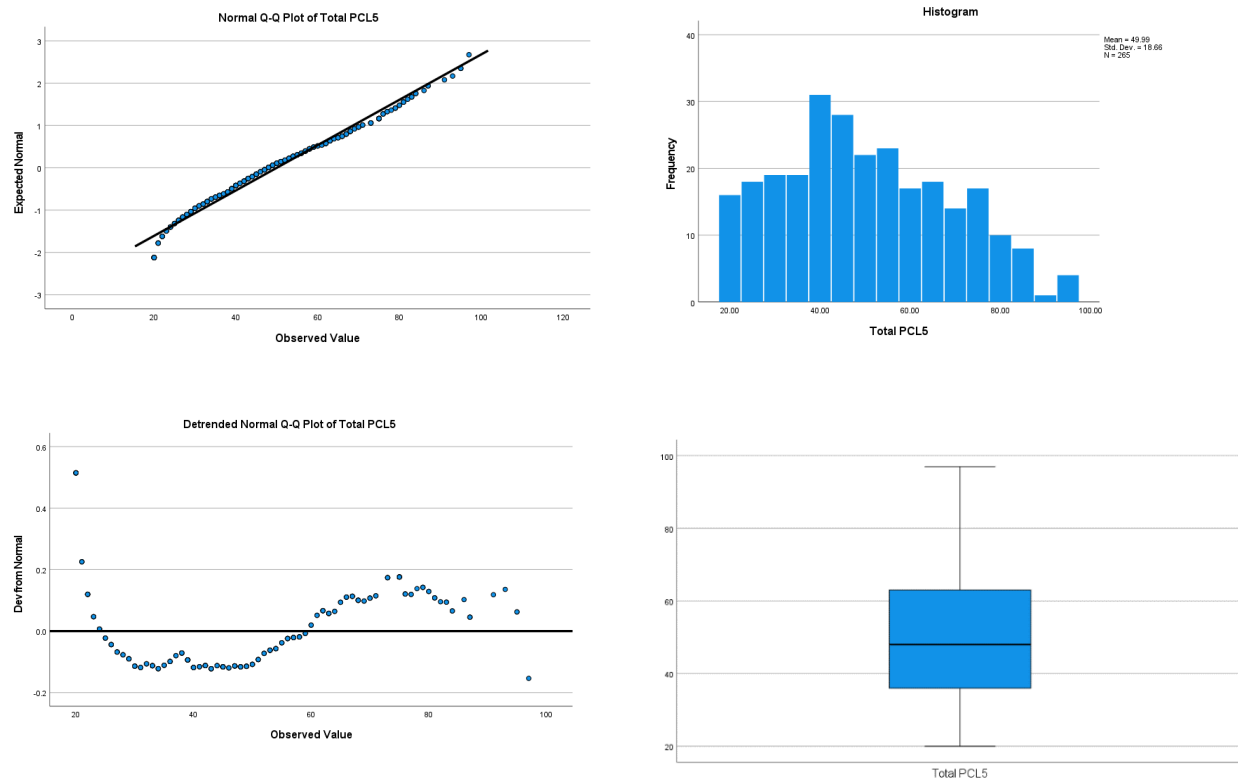 Normal Q-Q Plot of Total PCL5
3
2
1
0
-1
-2
-3
Expected Normal
0 20 40 60 80 100 120
Observed Value
Histogram
Mean = 49.99
Std. Dev. = 18.66
N = 265
40
30
20
10
0
Frequency
20.00 40.00 60.00 80.00 100.00
Total PCL5
Detrended Normal Q-Q Plot of Total PCL5
0.6
0.4
0.2
0.0
-0.2
Dev from Normal
20 40 60 80 100
Observed Value
100
80
60
40
20
Total PCL5